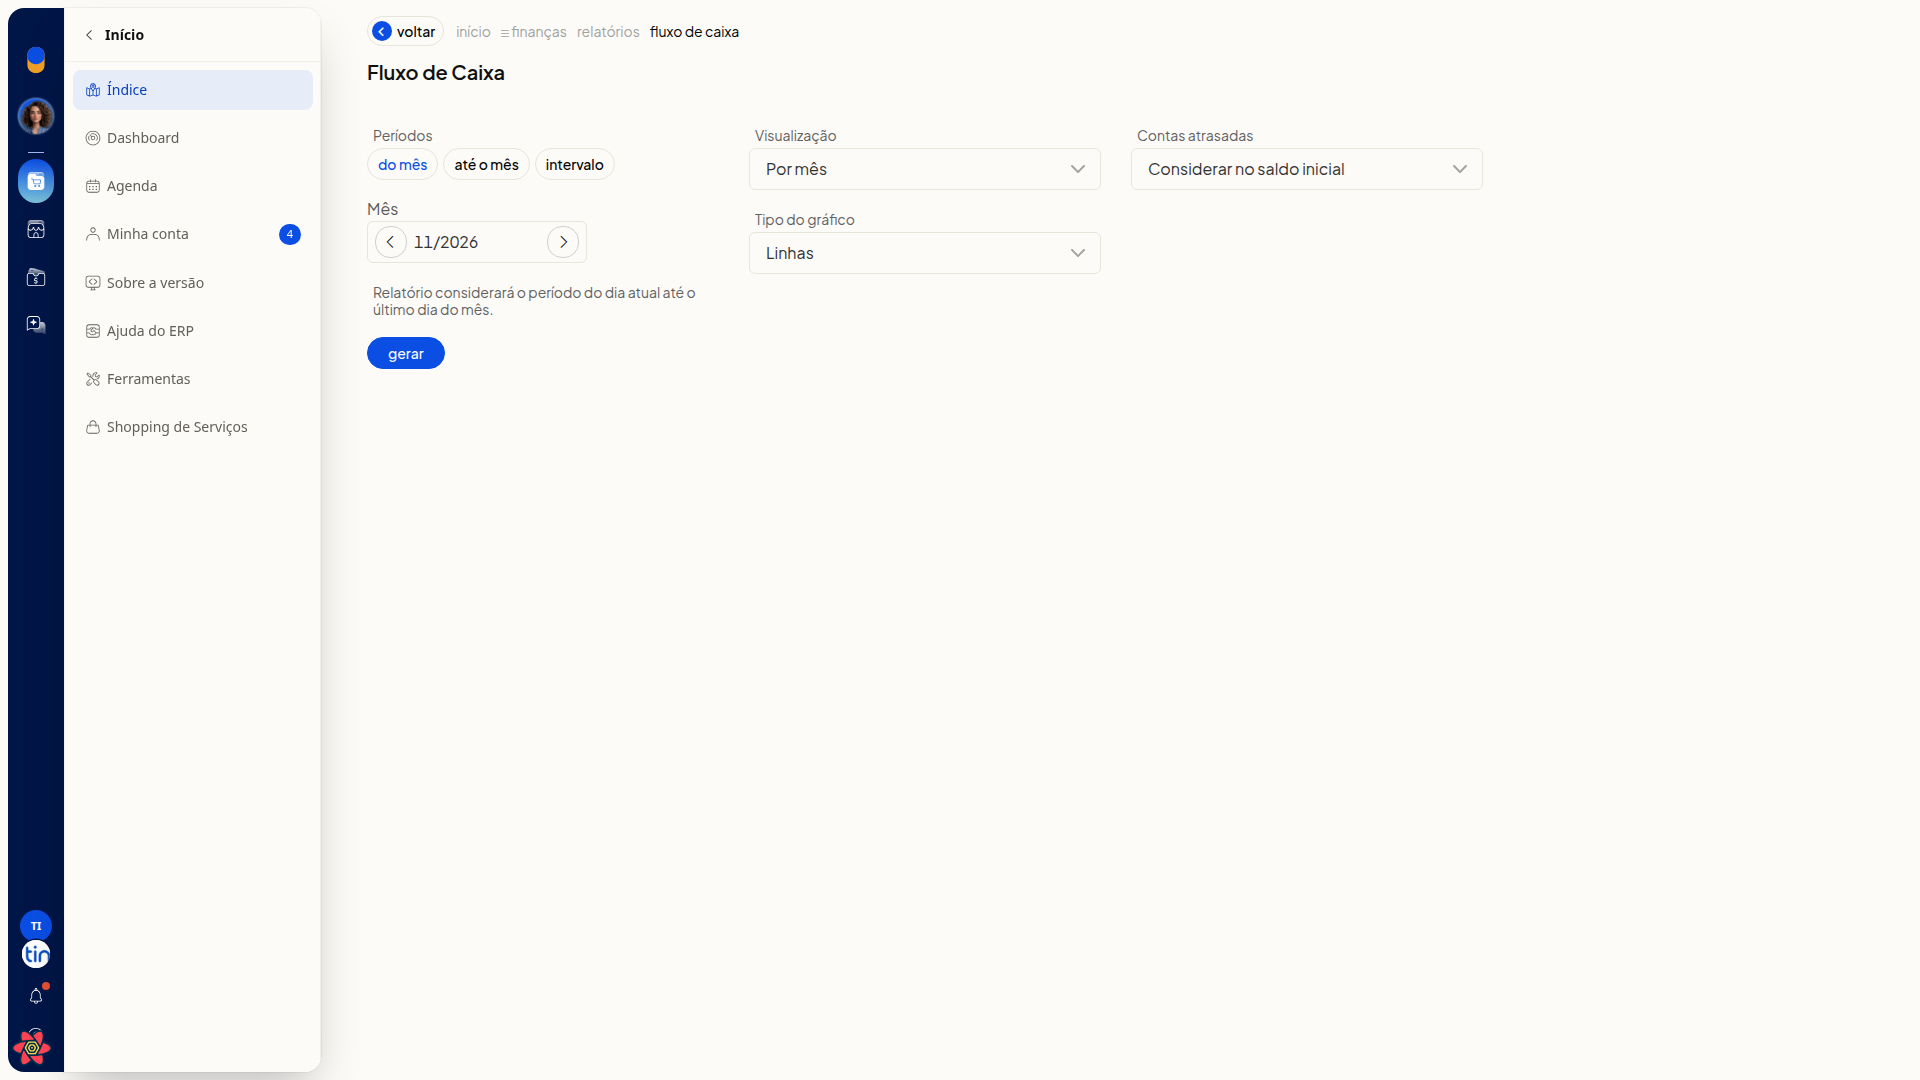 Início
Índice
Dashboard
Agenda
Minha conta
4
Sobre a versão
Ajuda do ERP
Ferramentas
Shopping de Serviços
TI
tin
voltar
início
finanças
relatórios
fluxo de caixa
Fluxo de Caixa
Períodos
do mês
até o mês
intervalo
Mês
11/2026
Relatório considerará o período do dia atual até o
último dia do mês.
gerar
Visualização
Por mês
Tipo do gráfico
Linhas
Contas atrasadas
Considerar no saldo inicial